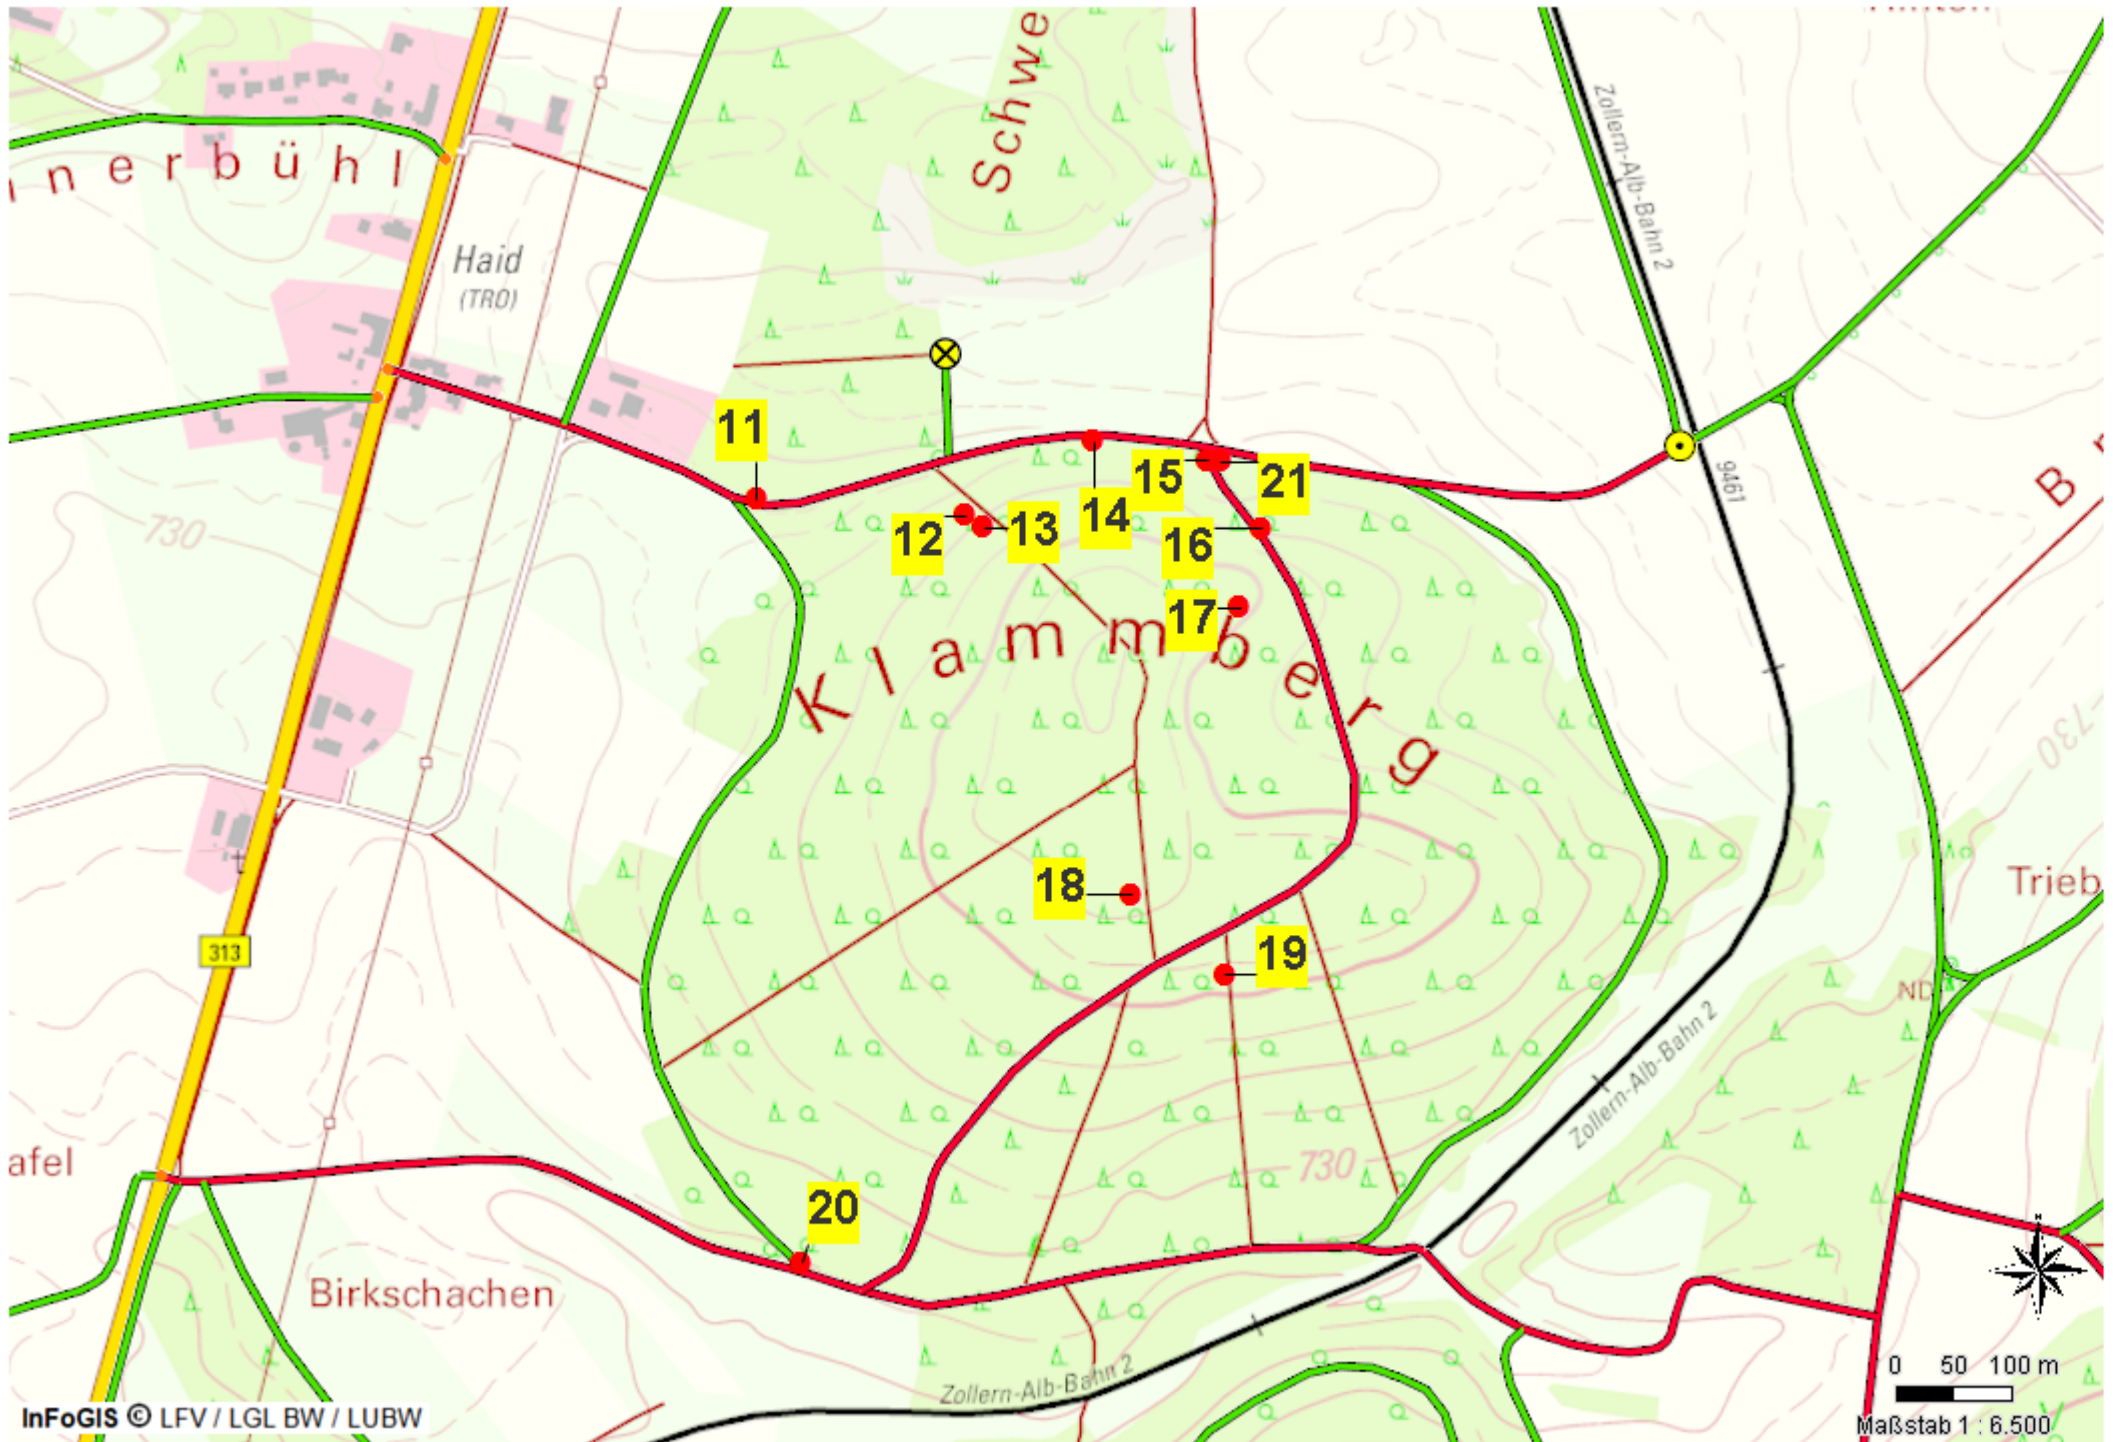 Schwe
Zollern-Alb-Bahn 2
nerbühl
Haid
(TRO)
11
15
21
9461
14
12
13
16
730
B
17
Klammberg
730
18
Trieb
19
313
ND
Zollern-Alb-Bahn 2
afel
730
20
Birkschachen
0 50 100 m
Zollern-Alb-Bahn 2
InFoGIS © LFV / LGL BW / LUBW
Maßstab 1 : 6.500